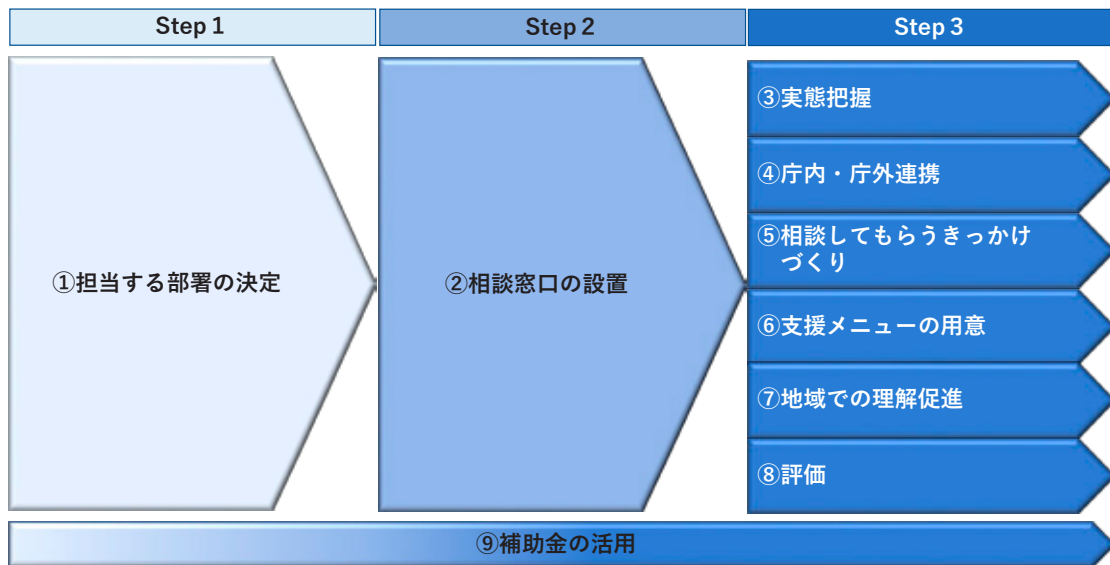 Step 1
Step 2
Step 3
①担当する部署の決定
②相談窓口の設置
③実態把握
④庁内・庁外連携
⑤相談してもらうきっかけ
づくり
⑥支援メニューの用意
⑦地域での理解促進
⑧評価
⑨補助金の活用